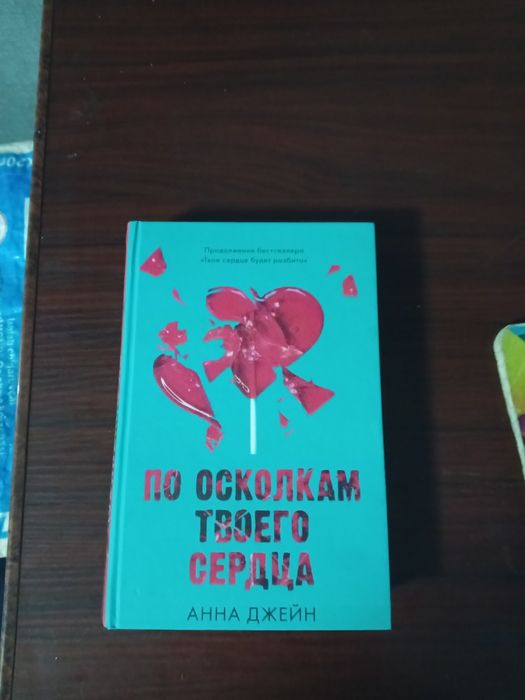 Продолжение бестселлера
«Твое сердце будет разбито»
ПО ОСКОЛКАМ
ТВОЕГО
СЕРДЦА
АННА ДЖЕЙН